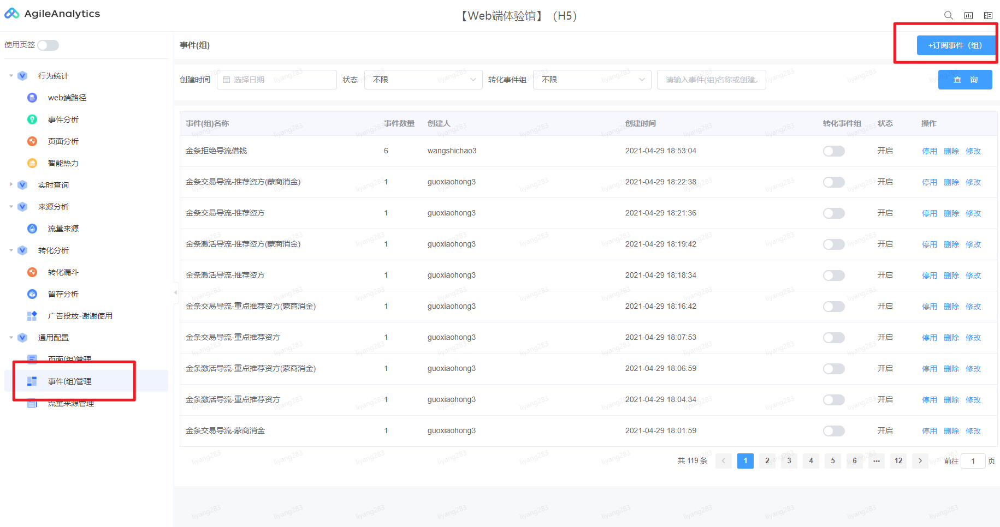 AgileAnalytics
【Web端体验馆】（H5）
使用页签
事件(组)
+订阅事件（组）
行为统计
web端路径
事件分析
页面分析
智能热力
实时查询
来源分析
流量来源
转化分析
转化漏斗
留存分析
广告投放-谢谢使用
通用配置
页面(组)管理
事件(组)管理
流量来源管理
创建时间 选择日期 状态 不限 转化事件组 不限 请输入事件(组)名称或创建人 查 询
事件(组)名称 事件数量 创建人 创建时间 转化事件组 状态 操作
金条拒绝导流借钱 6 wangshichao3 2021-04-29 18:53:04 开启 停用 删除 修改
金条交易导流-推荐资方(蒙商消金) 1 guoxiaohong3 2021-04-29 18:22:38 开启 停用 删除 修改
金条交易导流-推荐资方 1 guoxiaohong3 2021-04-29 18:21:36 开启 停用 删除 修改
金条激活导流-推荐资方(蒙商消金) 1 guoxiaohong3 2021-04-29 18:19:42 开启 停用 删除 修改
金条激活导流-推荐资方 1 guoxiaohong3 2021-04-29 18:18:34 开启 停用 删除 修改
金条交易导流-重点推荐资方(蒙商消金) 1 guoxiaohong3 2021-04-29 18:16:42 开启 停用 删除 修改
金条交易导流-重点推荐资方 1 guoxiaohong3 2021-04-29 18:07:53 开启 停用 删除 修改
金条激活导流-重点推荐资方(蒙商消金) 1 guoxiaohong3 2021-04-29 18:06:59 开启 停用 删除 修改
金条激活导流-重点推荐资方 1 guoxiaohong3 2021-04-29 18:04:34 开启 停用 删除 修改
金条交易导流-蒙商消金 1 guoxiaohong3 2021-04-29 18:01:59 开启 停用 删除 修改
共 119 条 1 2 3 4 5 6 ... 12 前往 1 页
liyang283